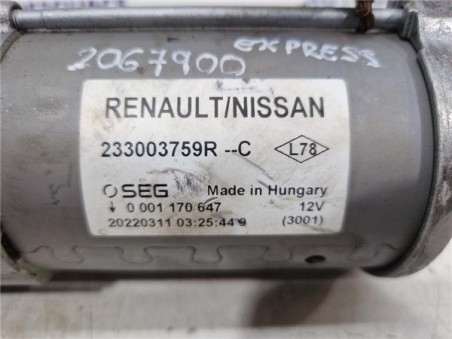 2067900 EXPRESS
RENAULT/NISSAN
233003759R --C L78
SEG Made in Hungary
0 001 170 647 12V
20220311 03:25:44 9 (3001)